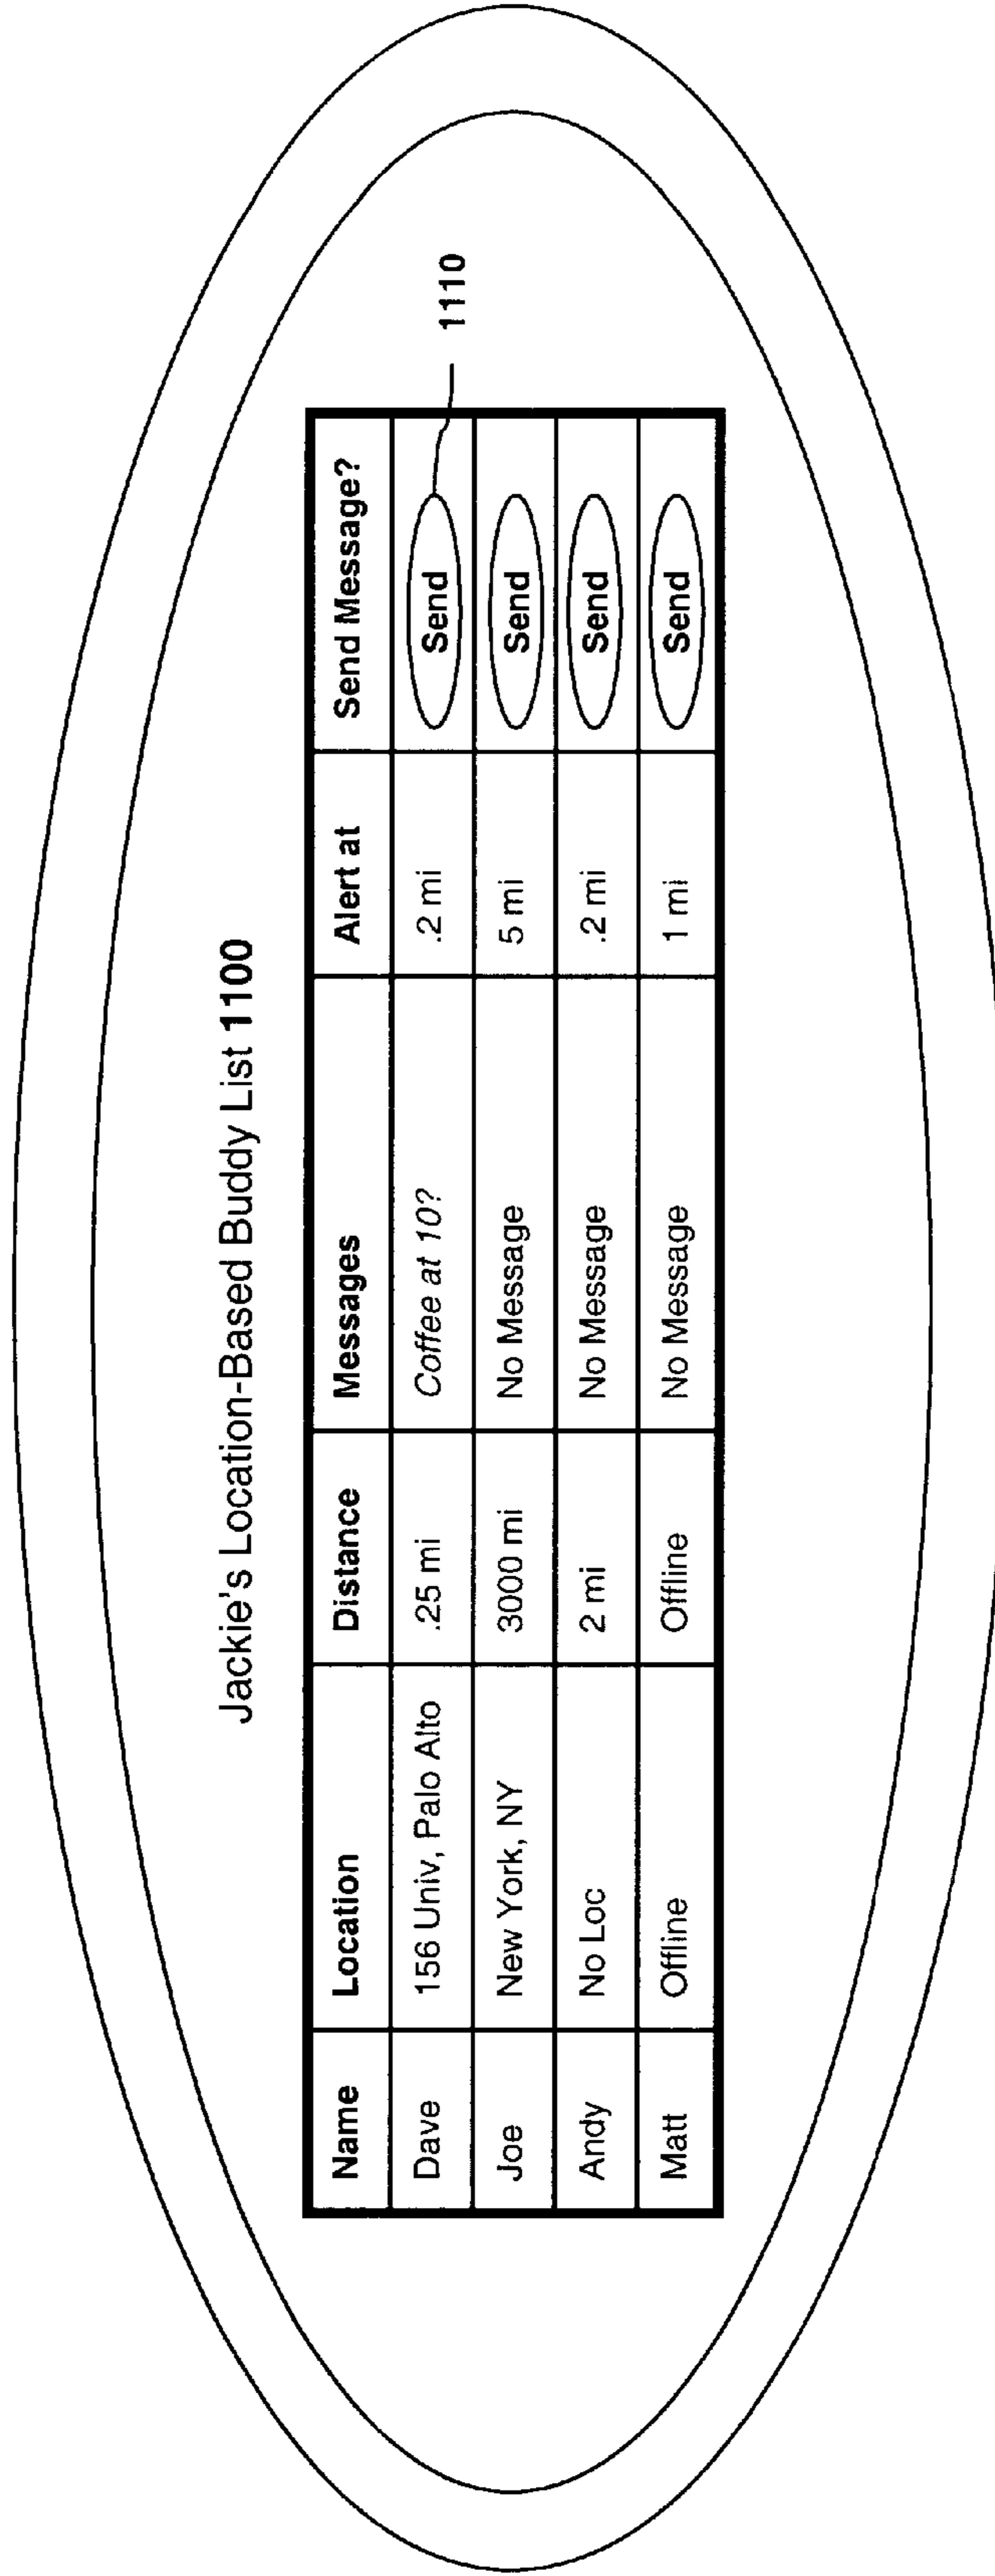 Jackie's Location-Based Buddy List 1100
Name Location Distance Messages Alert at Send Message?
Dave 156 Univ, Palo Alto .25 mi Coffee at 10? .2 mi Send 1110
Joe New York, NY 3000 mi No Message 5 mi Send
Andy No Loc 2 mi No Message .2 mi Send
Matt Offline Offline No Message 1 mi Send